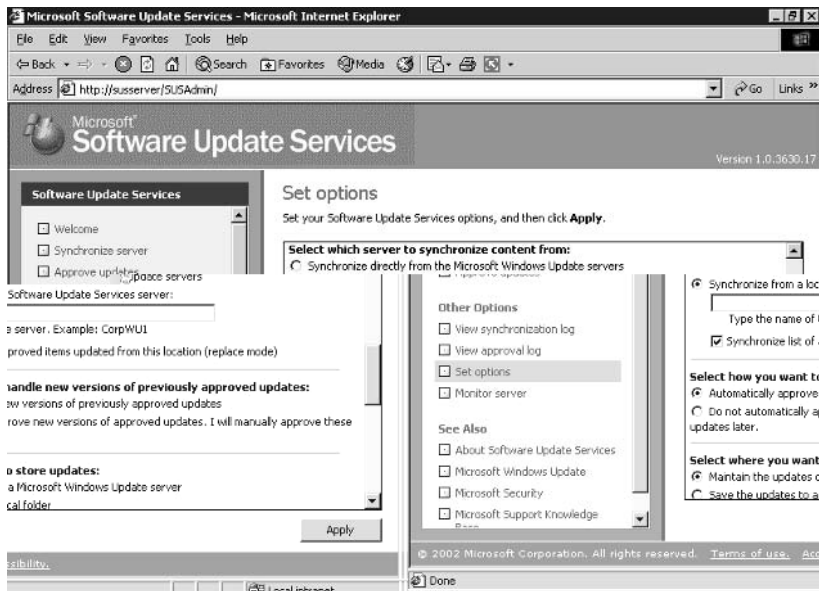 Microsoft Software Update Services - Microsoft Internet Explorer
File Edit View Favorites Tools Help
Back Search Favorites Media
Address http://susserver/SUSAdmin/ Go Links »
Microsoft®
Software Update Services
Version 1.0.3630.17
Software Update Services
Welcome
Synchronize server
Approve updates
Set options
Set your Software Update Services options, and then click Apply.
Select which server to synchronize content from:
Synchronize directly from the Microsoft Windows Update servers
pdate servers
Software Update Services server:
e server. Example: CorpWU1
proved items updated from this location (replace mode)
handle new versions of previously approved updates:
ew versions of previously approved updates
rove new versions of approved updates. I will manually approve these
o store updates:
a Microsoft Windows Update server
cal folder
Apply
ssibility.
Local intranet
Approve updates
Other Options
View synchronization log
View approval log
Set options
Monitor server
See Also
About Software Update Services
Microsoft Windows Update
Microsoft Security
Microsoft Support Knowledge
Base
Synchronize from a loc
Type the name of
Synchronize list of
Select how you want to
Automatically approve
Do not automatically a
updates later.
Select where you want
Maintain the updates o
Save the updates to a
© 2002 Microsoft Corporation. All rights reserved. Terms of use. Acc
Done